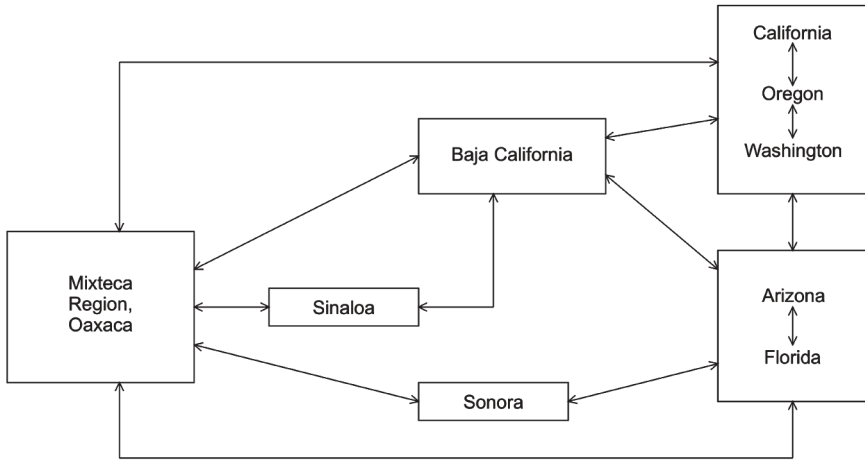 California
Oregon
Washington
Baja California
Mixteca
Region,
Oaxaca
Sinaloa
Arizona
Florida
Sonora